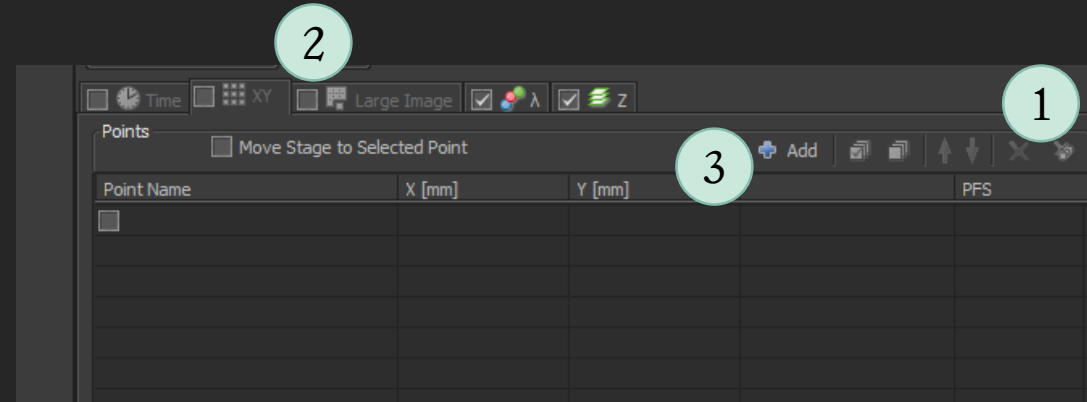 2
1
Time XY Large Image λ Z
Points
Move Stage to Selected Point
3
Add
Point Name X [mm] Y [mm] PFS